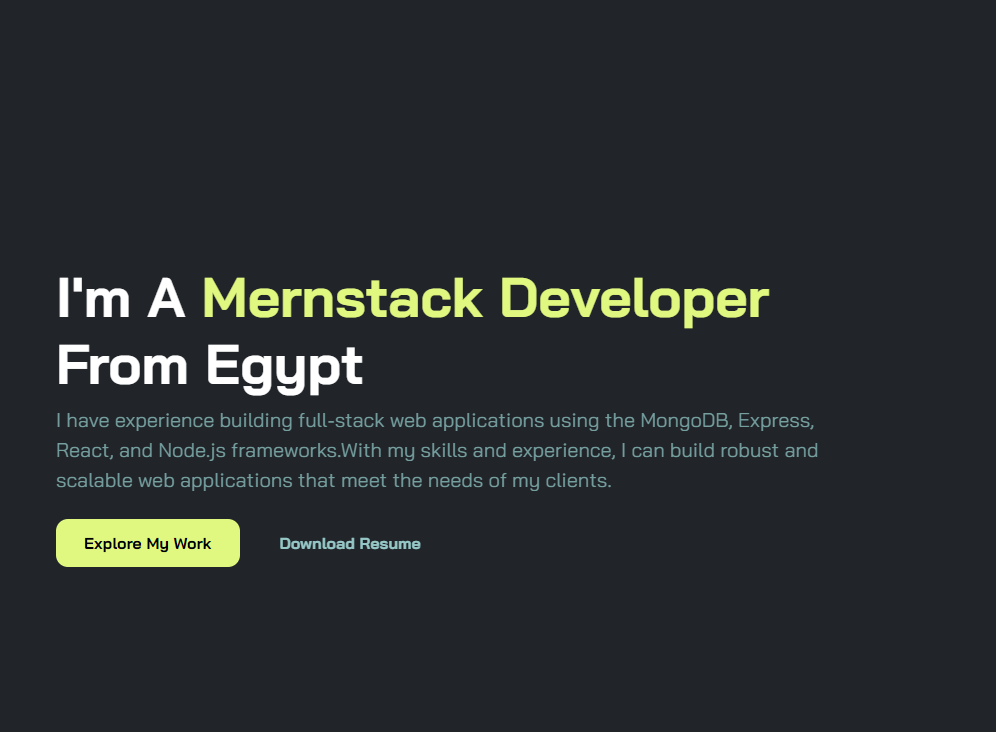 I'm A Mernstack Developer
From Egypt
I have experience building full-stack web applications using the MongoDB, Express,
React, and Node.js frameworks.With my skills and experience, I can build robust and
scalable web applications that meet the needs of my clients.
Explore My Work Download Resume